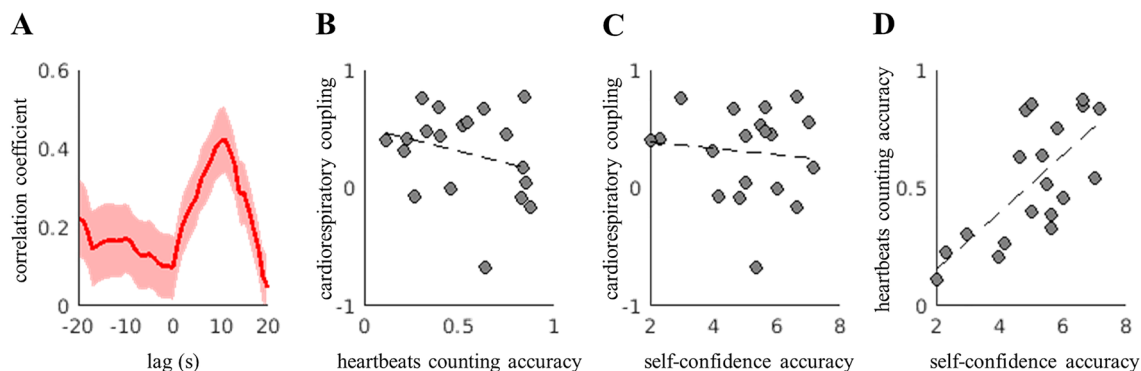 A
correlation coefficient
0.6
0.4
0.2
0
-20
-10
0
10
20
lag (s)
B
cardiorespiratory coupling
1
0
-1
0
0.5
1
heartbeats counting accuracy
C
cardiorespiratory coupling
1
0
-1
2
4
6
8
self-confidence accuracy
D
heartbeats counting accuracy
1
0.5
0
2
4
6
8
self-confidence accuracy